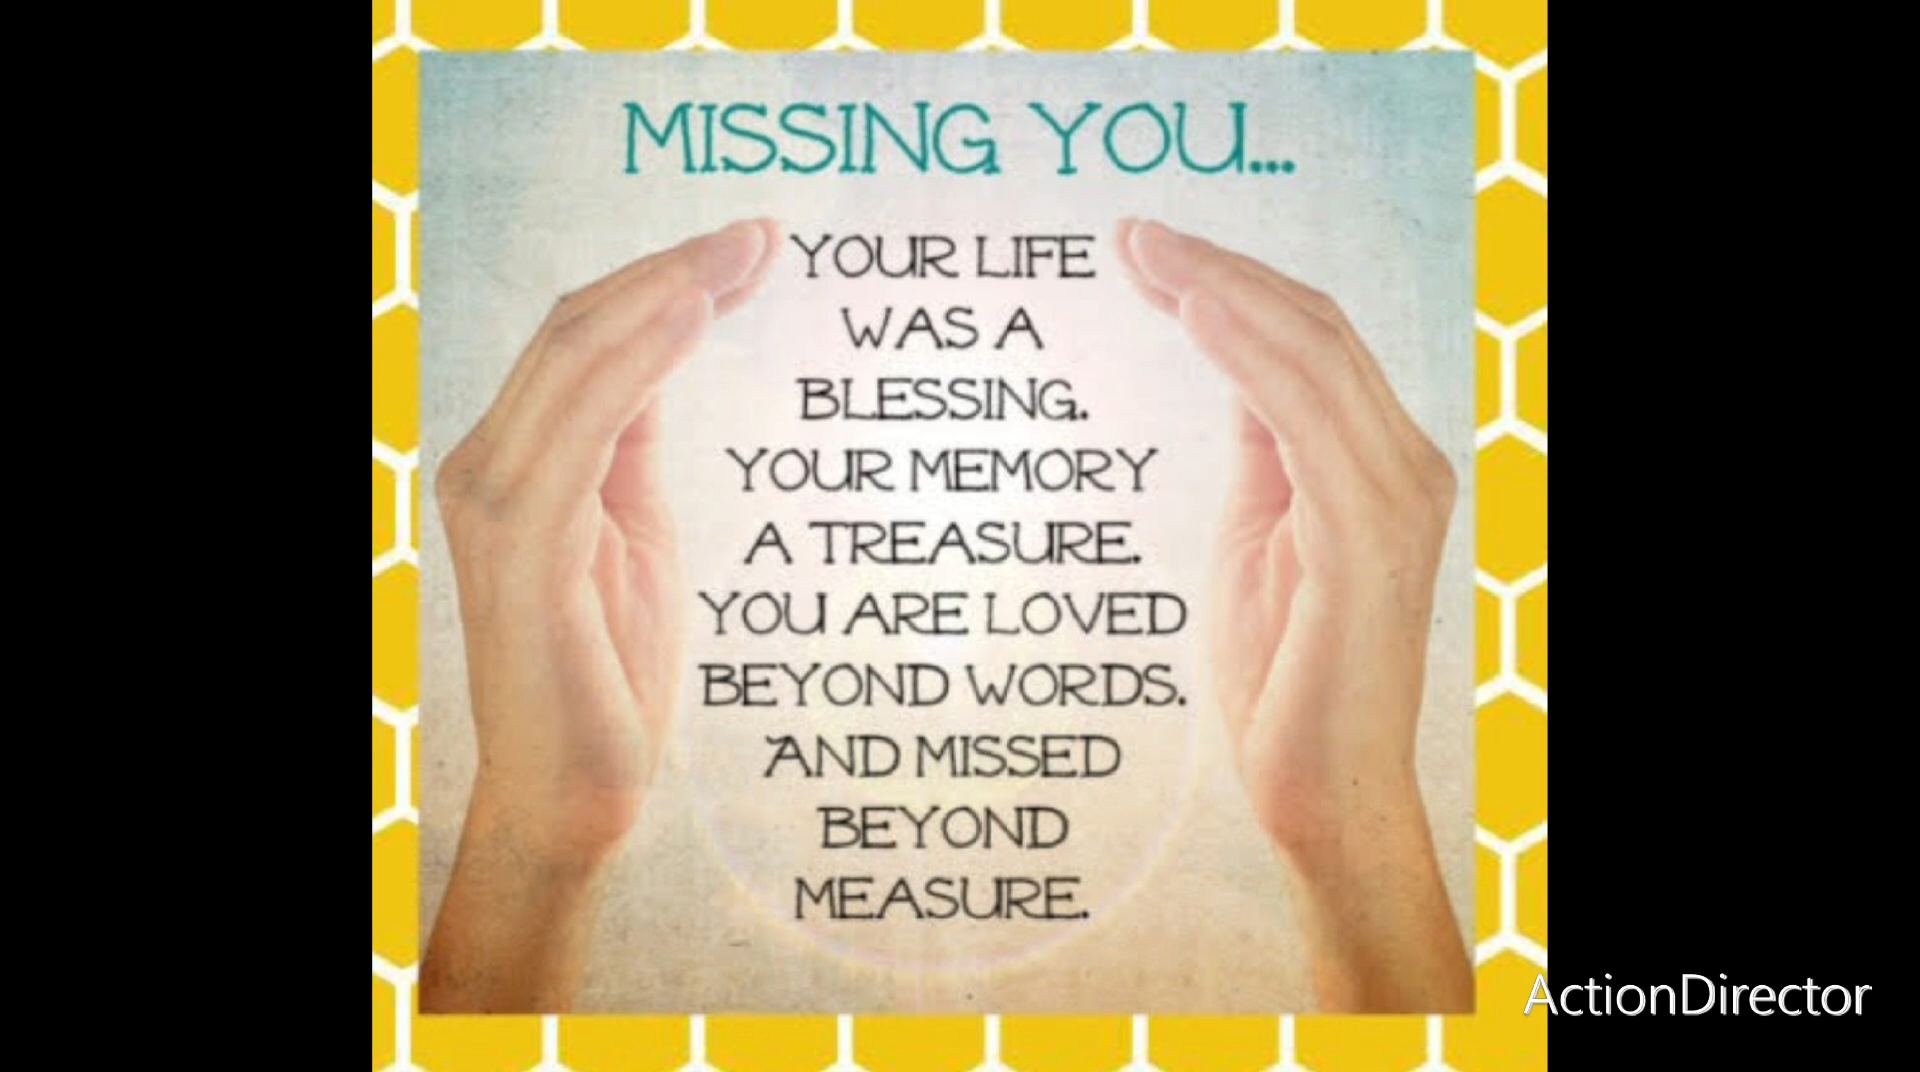 MISSING YOU...
YOUR LIFE
WAS A
BLESSING.
YOUR MEMORY
A TREASURE.
YOU ARE LOVED
BEYOND WORDS.
AND MISSED
BEYOND
MEASURE.
ActionDirector